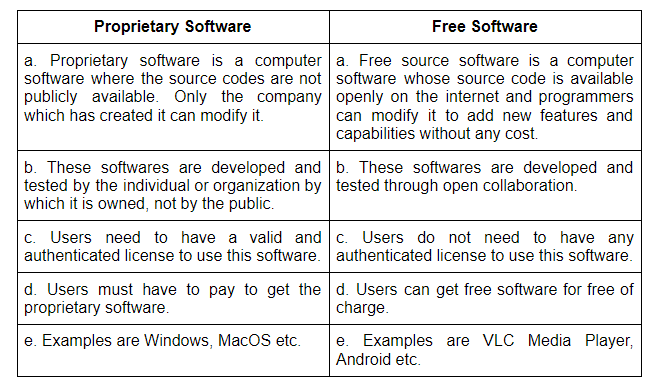 Proprietary Software
Free Software
a. Proprietary software is a computer
software where the source codes are not
publicly available. Only the company
which has created it can modify it.
a. Free source software is a computer
software whose source code is available
openly on the internet and programmers
can modify it to add new features and
capabilities without any cost.
b. These softwares are developed and
tested by the individual or organization by
which it is owned, not by the public.
b. These softwares are developed and
tested through open collaboration.
c. Users need to have a valid and
authenticated license to use this software.
c. Users do not need to have any
authenticated license to use this software.
d. Users must have to pay to get the
proprietary software.
d. Users can get free software for free of
charge.
e. Examples are Windows, MacOS etc.
e. Examples are VLC Media Player,
Android etc.